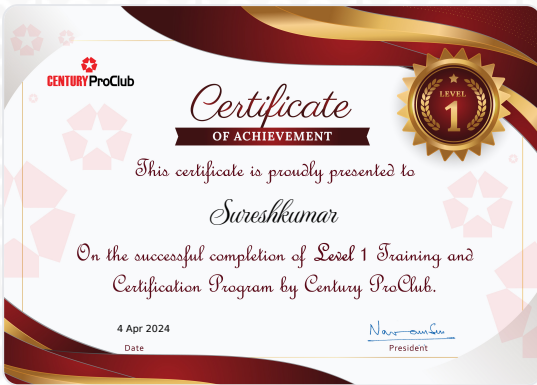 CENTURY ProClub
Certificate
OF ACHIEVEMENT
LEVEL
1
This certificate is proudly presented to
Sureshkumar
On the successful completion of Level 1 Training and
Certification Program by Century ProClub.
4 Apr 2024
Date
President